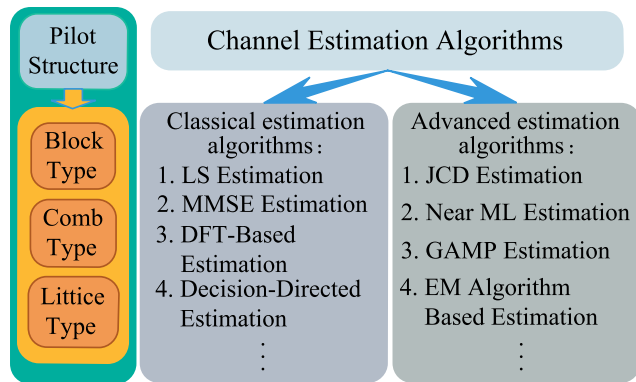 Pilot
Structure
Block
Type
Comb
Type
Littice
Type
Channel Estimation Algorithms
Classical estimation
algorithms:
1. LS Estimation
2. MMSE Estimation
3. DFT-Based
Estimation
4. Decision-Directed
Estimation
⋮
Advanced estimation
algorithms:
1. JCD Estimation
2. Near ML Estimation
3. GAMP Estimation
4. EM Algorithm
Based Estimation
⋮